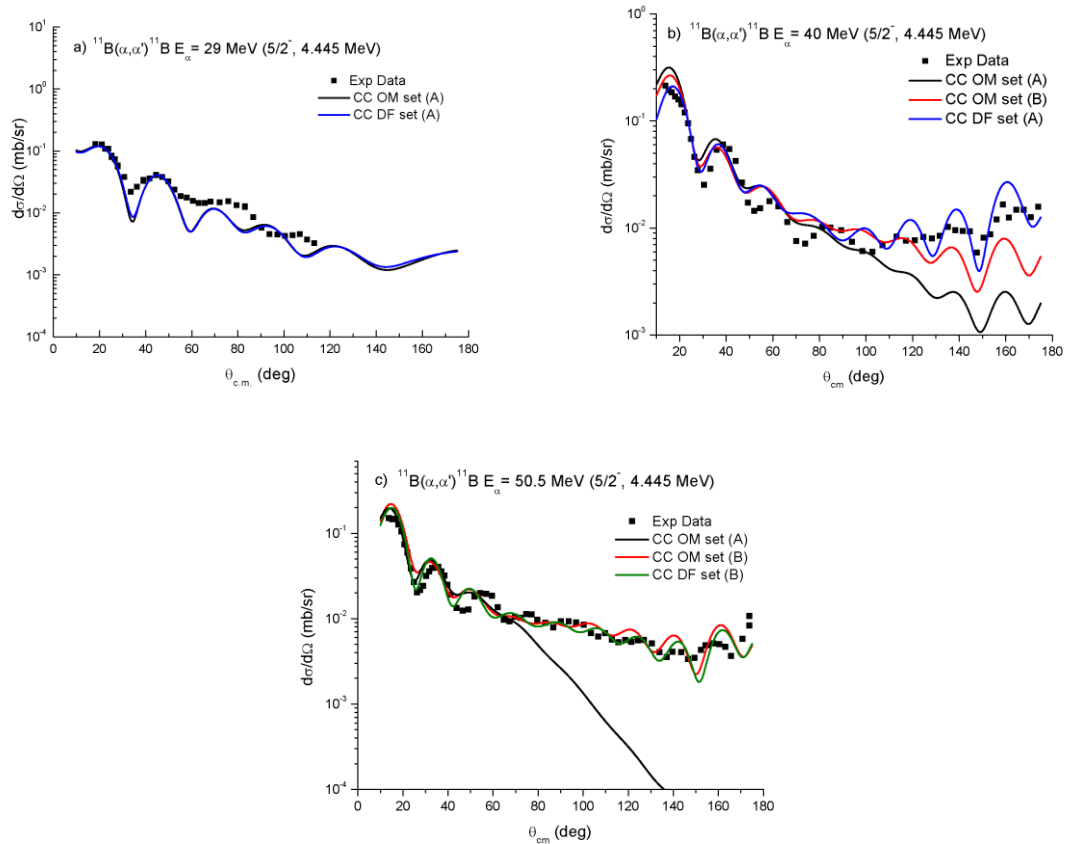 a) ¹¹B(α,α')¹¹B E_α= 29 MeV (5/2⁻, 4.445 MeV)
Exp Data
CC OM set (A)
CC DF set (A)
dσ/dΩ (mb/sr)
10¹
10⁰
10⁻¹
10⁻²
10⁻³
10⁻⁴
0 20 40 60 80 100 120 140 160 180
θ_c.m. (deg)
b) ¹¹B(α,α')¹¹B E_α= 40 MeV (5/2⁻, 4.445 MeV)
Exp Data
CC OM set (A)
CC OM set (B)
CC DF set (A)
dσ/dΩ (mb/sr)
10⁰
10⁻¹
10⁻²
10⁻³
20 40 60 80 100 120 140 160 180
θ_cm (deg)
c) ¹¹B(α,α')¹¹B E_α= 50.5 MeV (5/2⁻, 4.445 MeV)
Exp Data
CC OM set (A)
CC OM set (B)
CC DF set (B)
dσ/dΩ (mb/sr)
10⁻¹
10⁻²
10⁻³
10⁻⁴
0 20 40 60 80 100 120 140 160 180
θ_cm (deg)